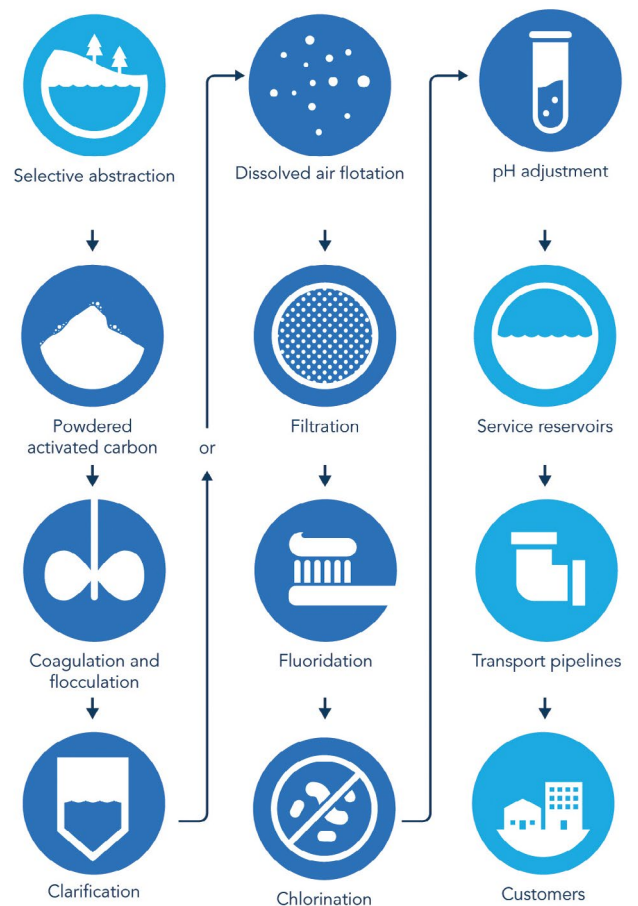 Selective abstraction
Powdered
activated carbon
Coagulation and
flocculation
Clarification
or
Dissolved air flotation
Filtration
Fluoridation
Chlorination
pH adjustment
Service reservoirs
Transport pipelines
Customers